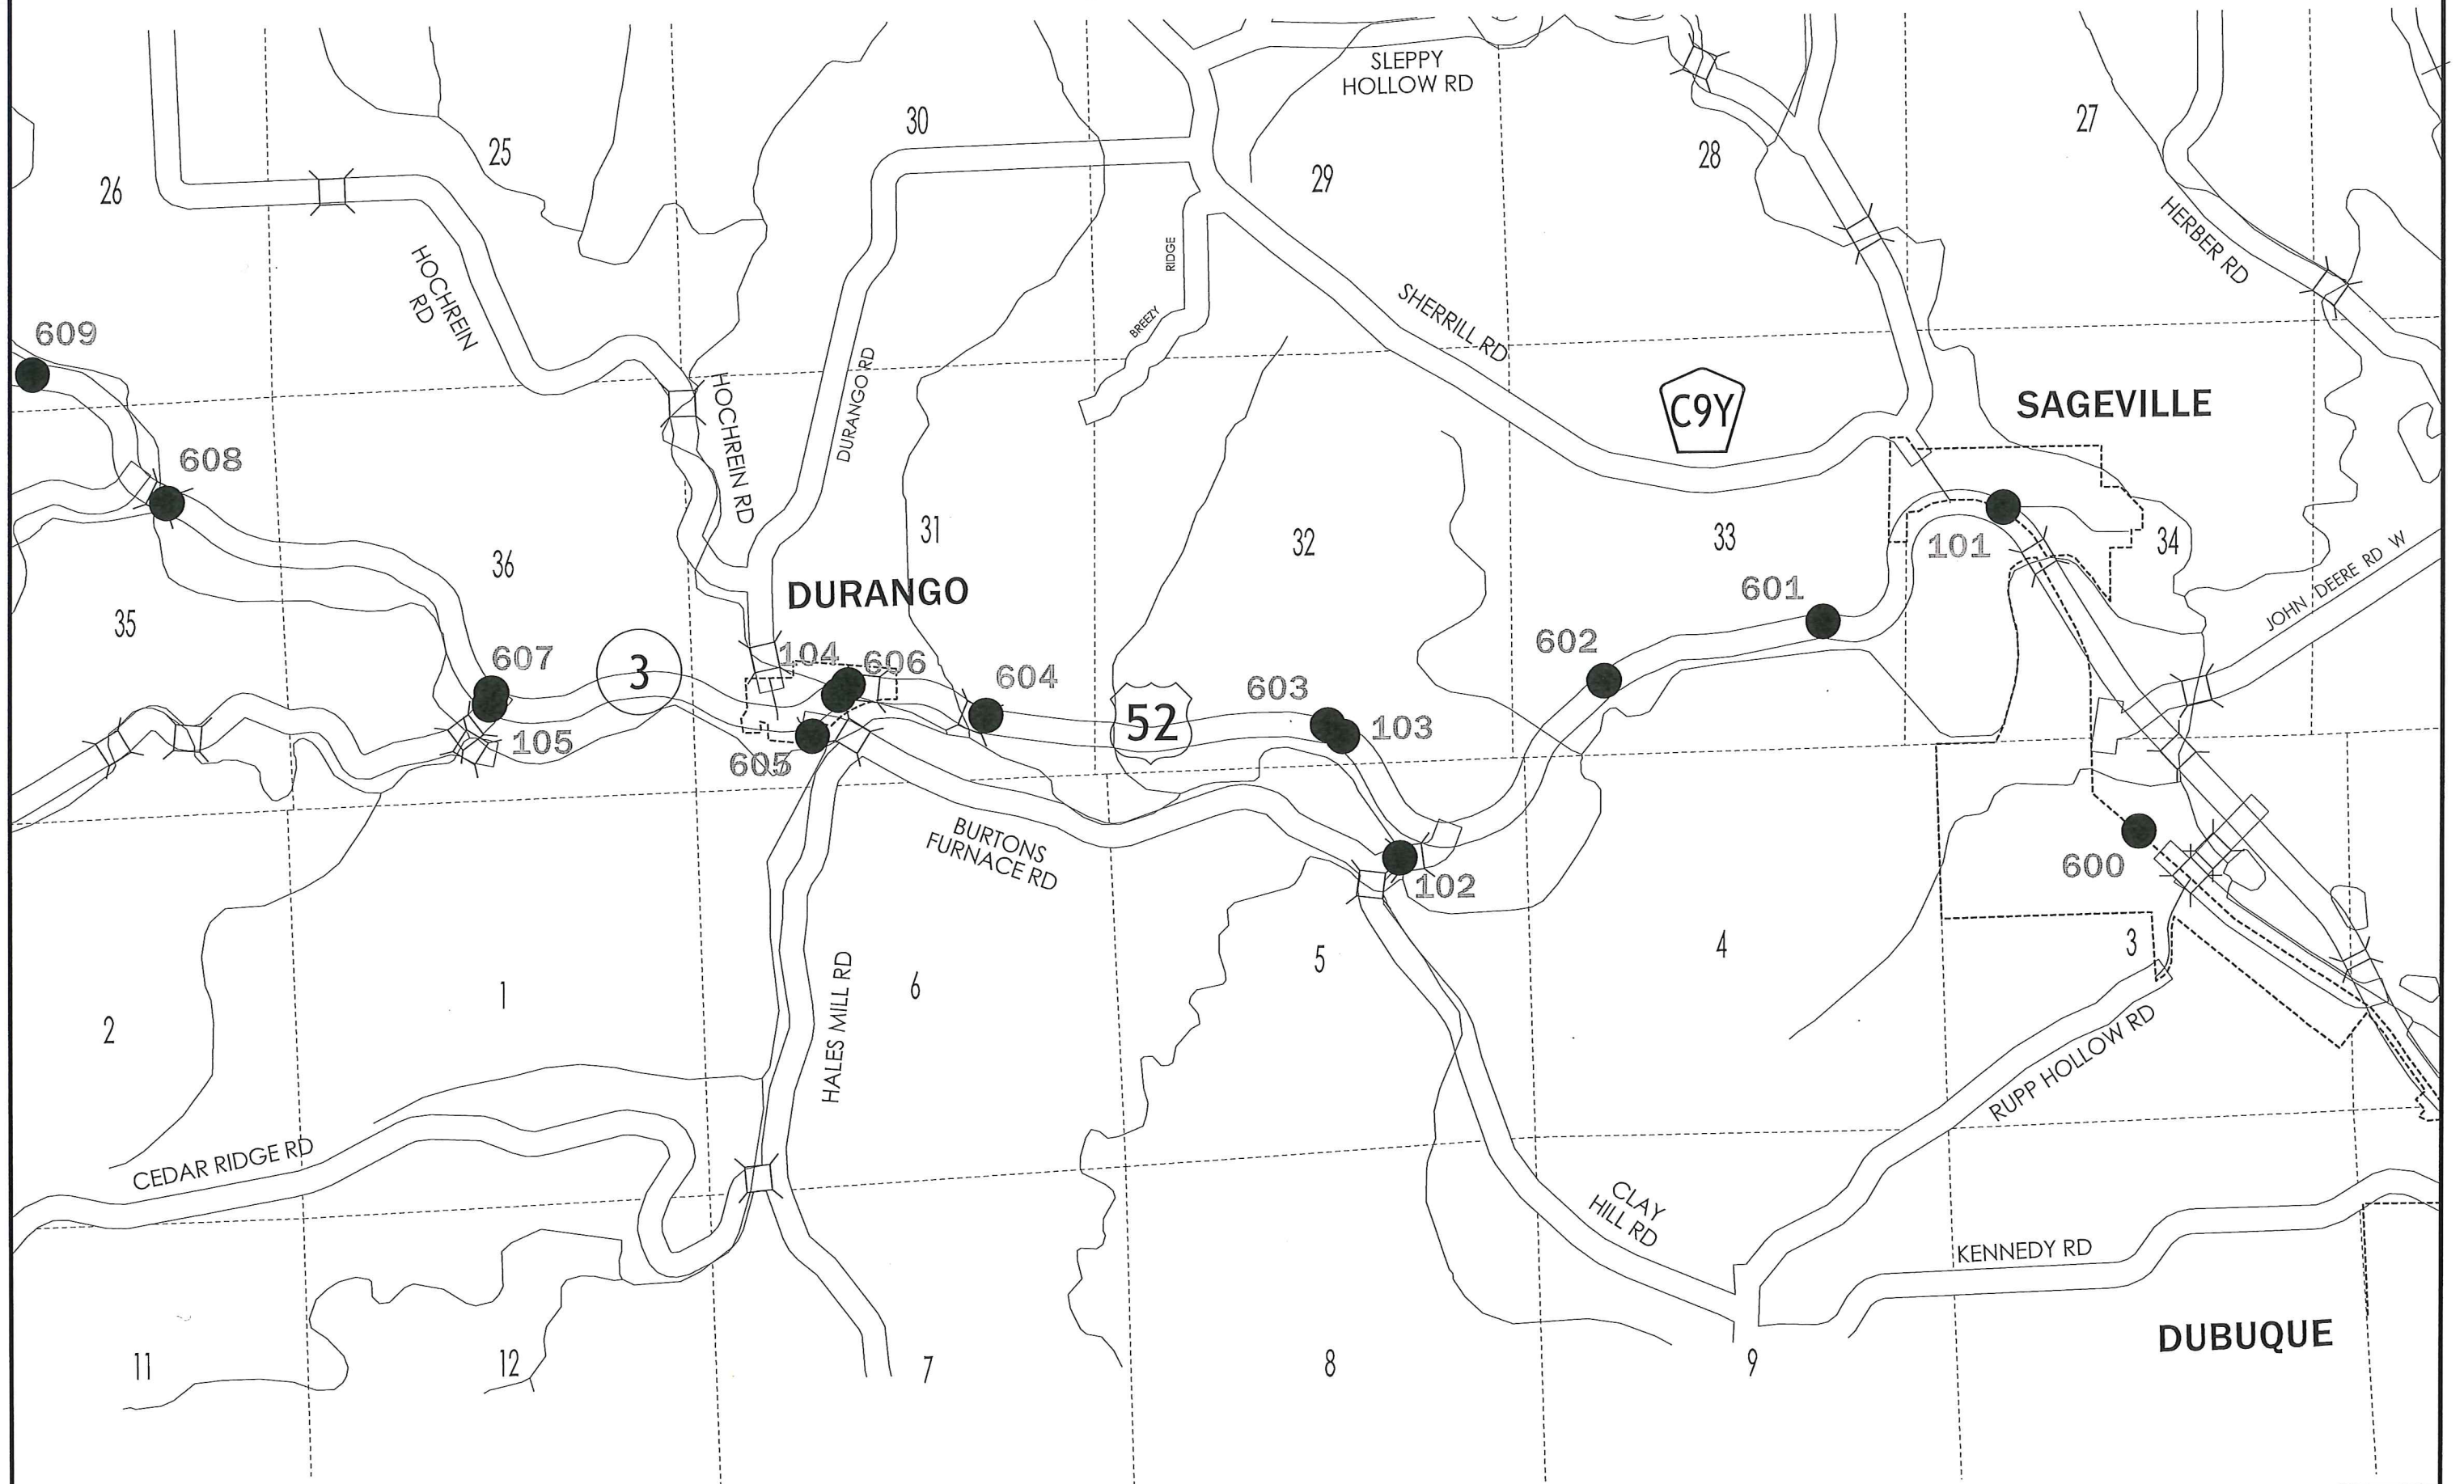 SLEPPY
HOLLOW RD
30
27
25
28
29
26
HERBER RD
HOCHREIN
RD
RIDGE
BREEZY
SHERRILL RD
609
HOCHREIN RD
DURANGO RD
C9Y
SAGEVILLE
608
31
32
33
101
34
36
JOHN DEERE RD W
DURANGO
601
35
602
607
3
104
606
604
603
52
103
105
605
BURTONS
FURNACE RD
600
102
3
4
5
6
1
2
HALES MILL RD
RUPP HOLLOW RD
CEDAR RIDGE RD
CLAY
HILL RD
KENNEDY RD
DUBUQUE
11
12
7
8
9